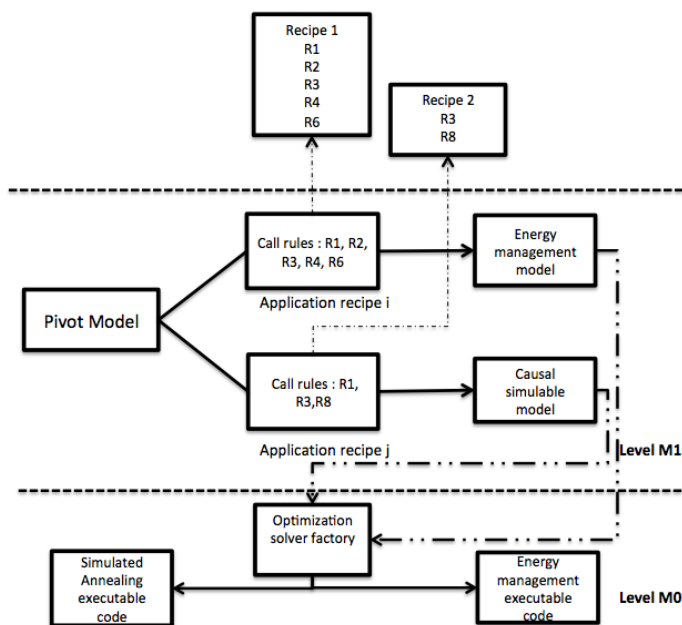 Recipe 1
R1
R2
R3
R4
R6
Recipe 2
R3
R8
Call rules : R1, R2,
R3, R4, R6
Energy
management
model
Application recipe i
Pivot Model
Call rules : R1,
R3,R8
Causal
simulable
model
Application recipe j
Level M1
Optimization
solver factory
Simulated
Annealing
executable
code
Energy
management
executable
code
Level M0